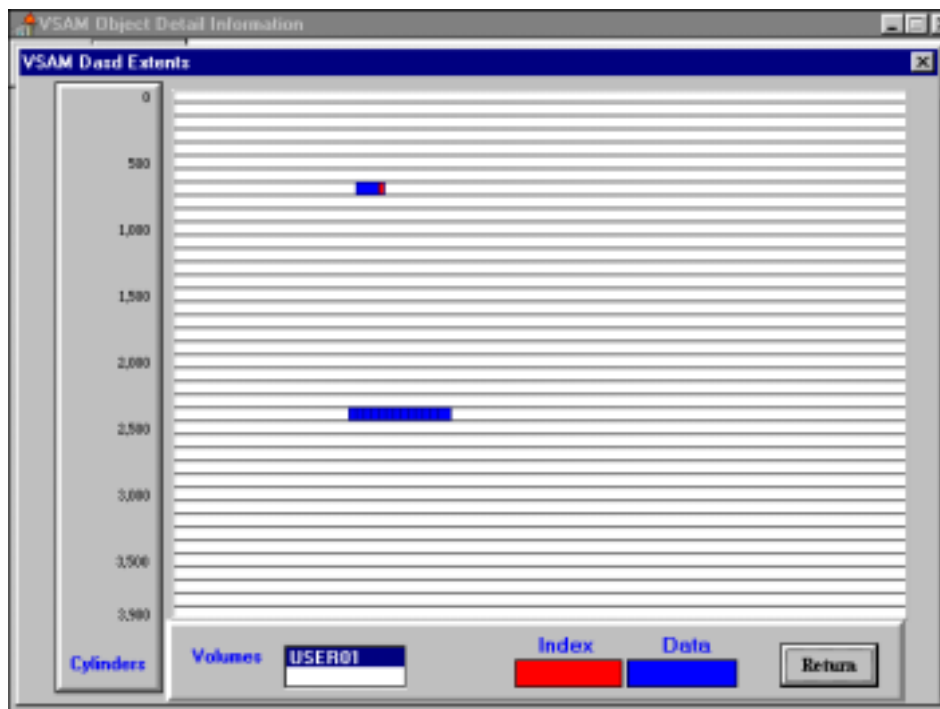 VSAM Object Detail Information
VSAM Dasd Extents
0
500
1,000
1,500
2,000
2,500
3,000
3,500
3,900
Cylinders
Volumes
USER01
Index
Data
Return